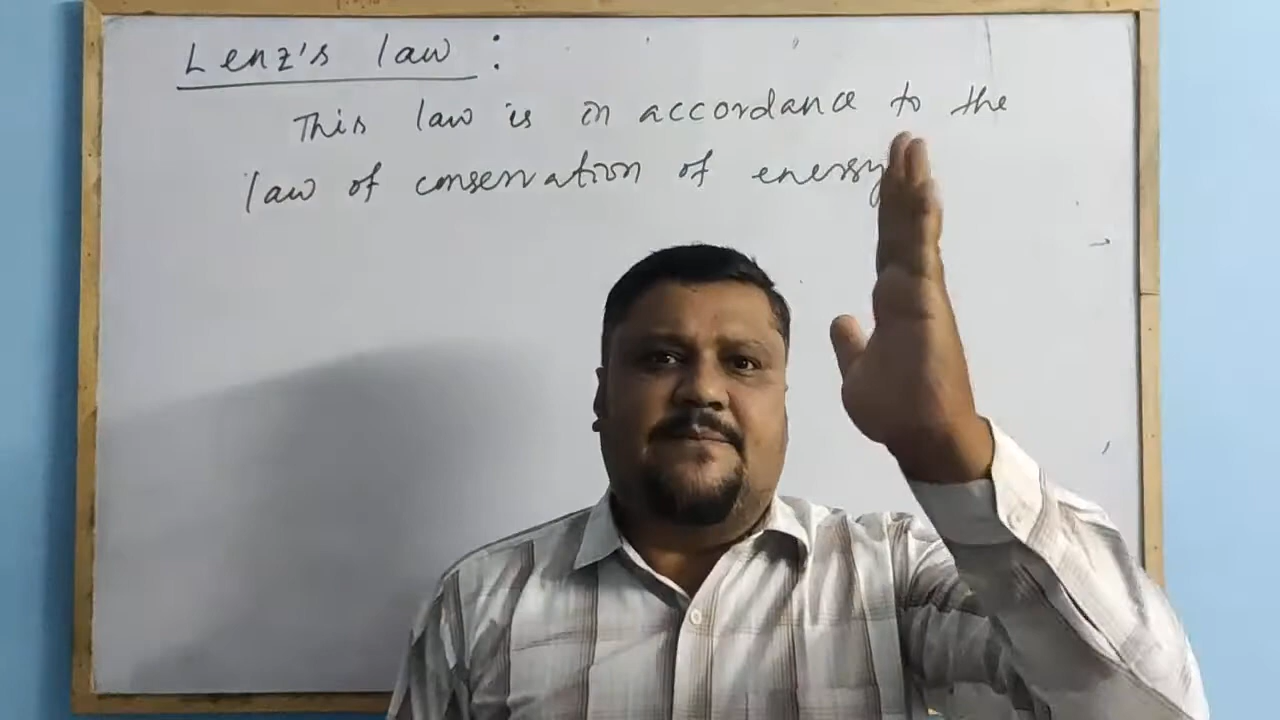 Lenz's law :
This law is in accordance to the
law of conservation of energy